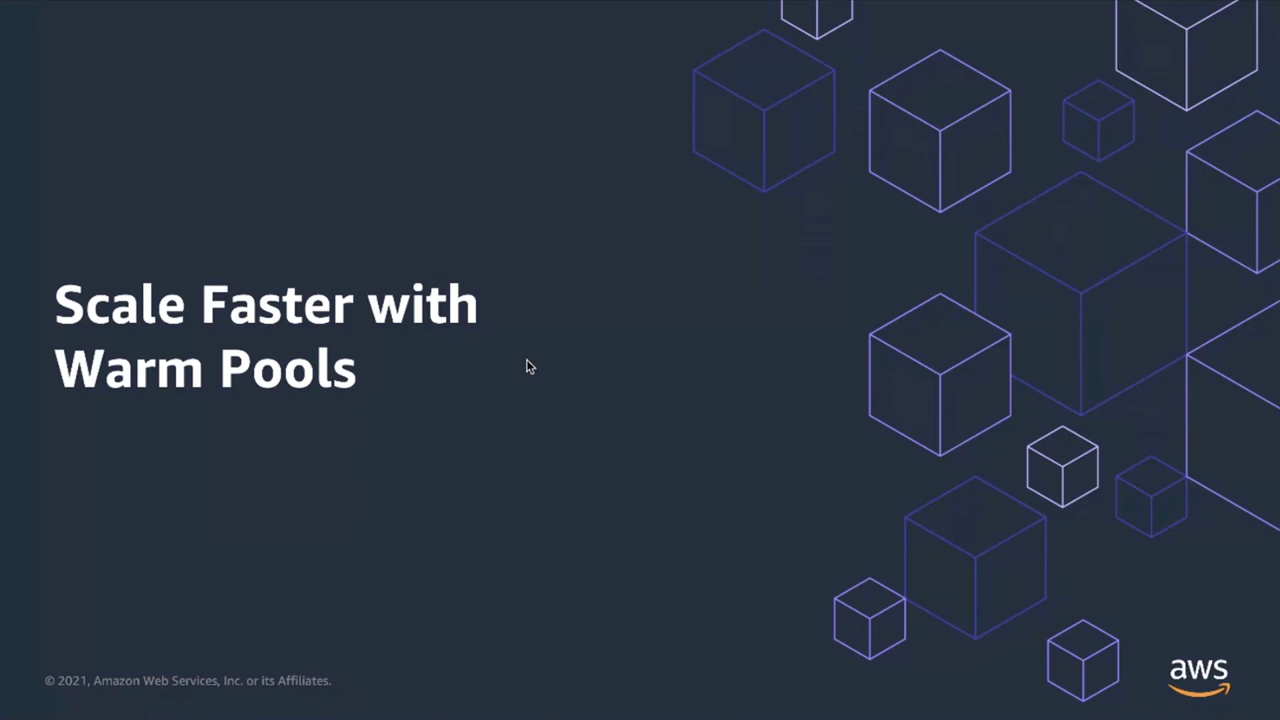 Scale Faster with
Warm Pools
© 2021, Amazon Web Services, Inc. or its Affiliates.
aws